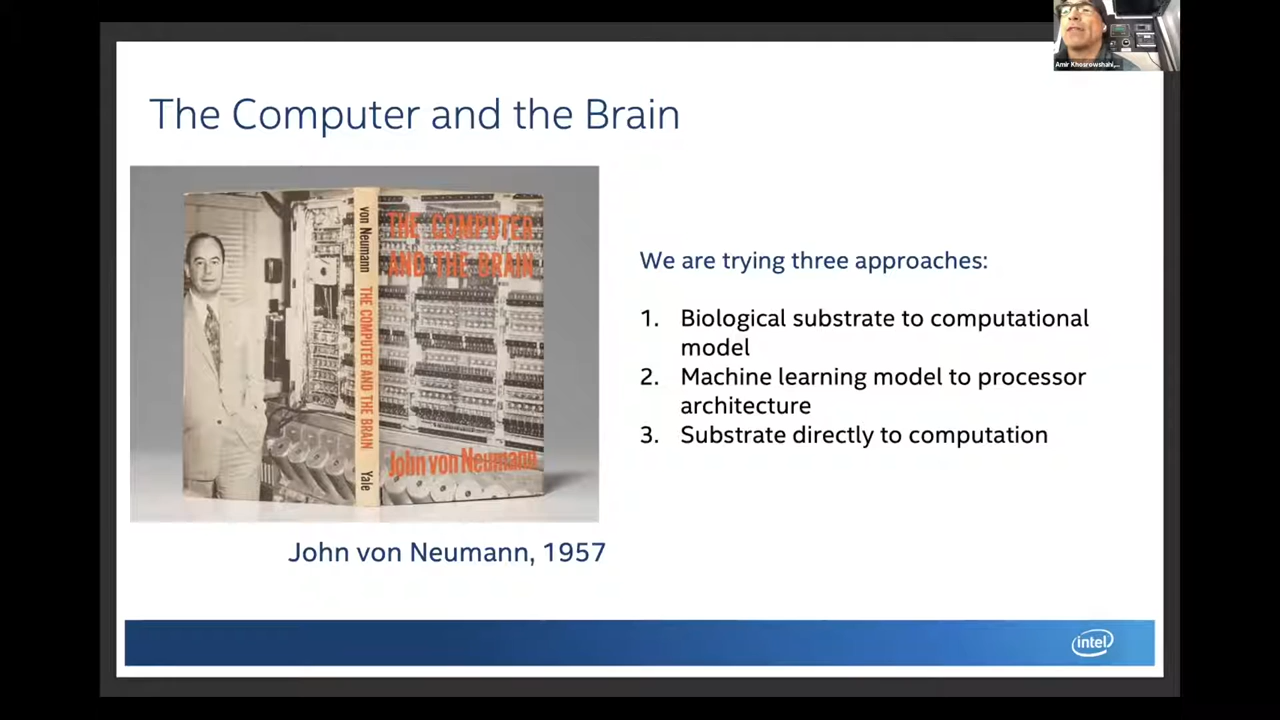 Amir Khosrowshahi,...
The Computer and the Brain
von Neumann THE COMPUTER AND THE BRAIN Yale
THE COMPUTER
AND THE BRAIN
John von Neumann
John von Neumann, 1957
We are trying three approaches:
1. Biological substrate to computational
model
2. Machine learning model to processor
architecture
3. Substrate directly to computation
intel